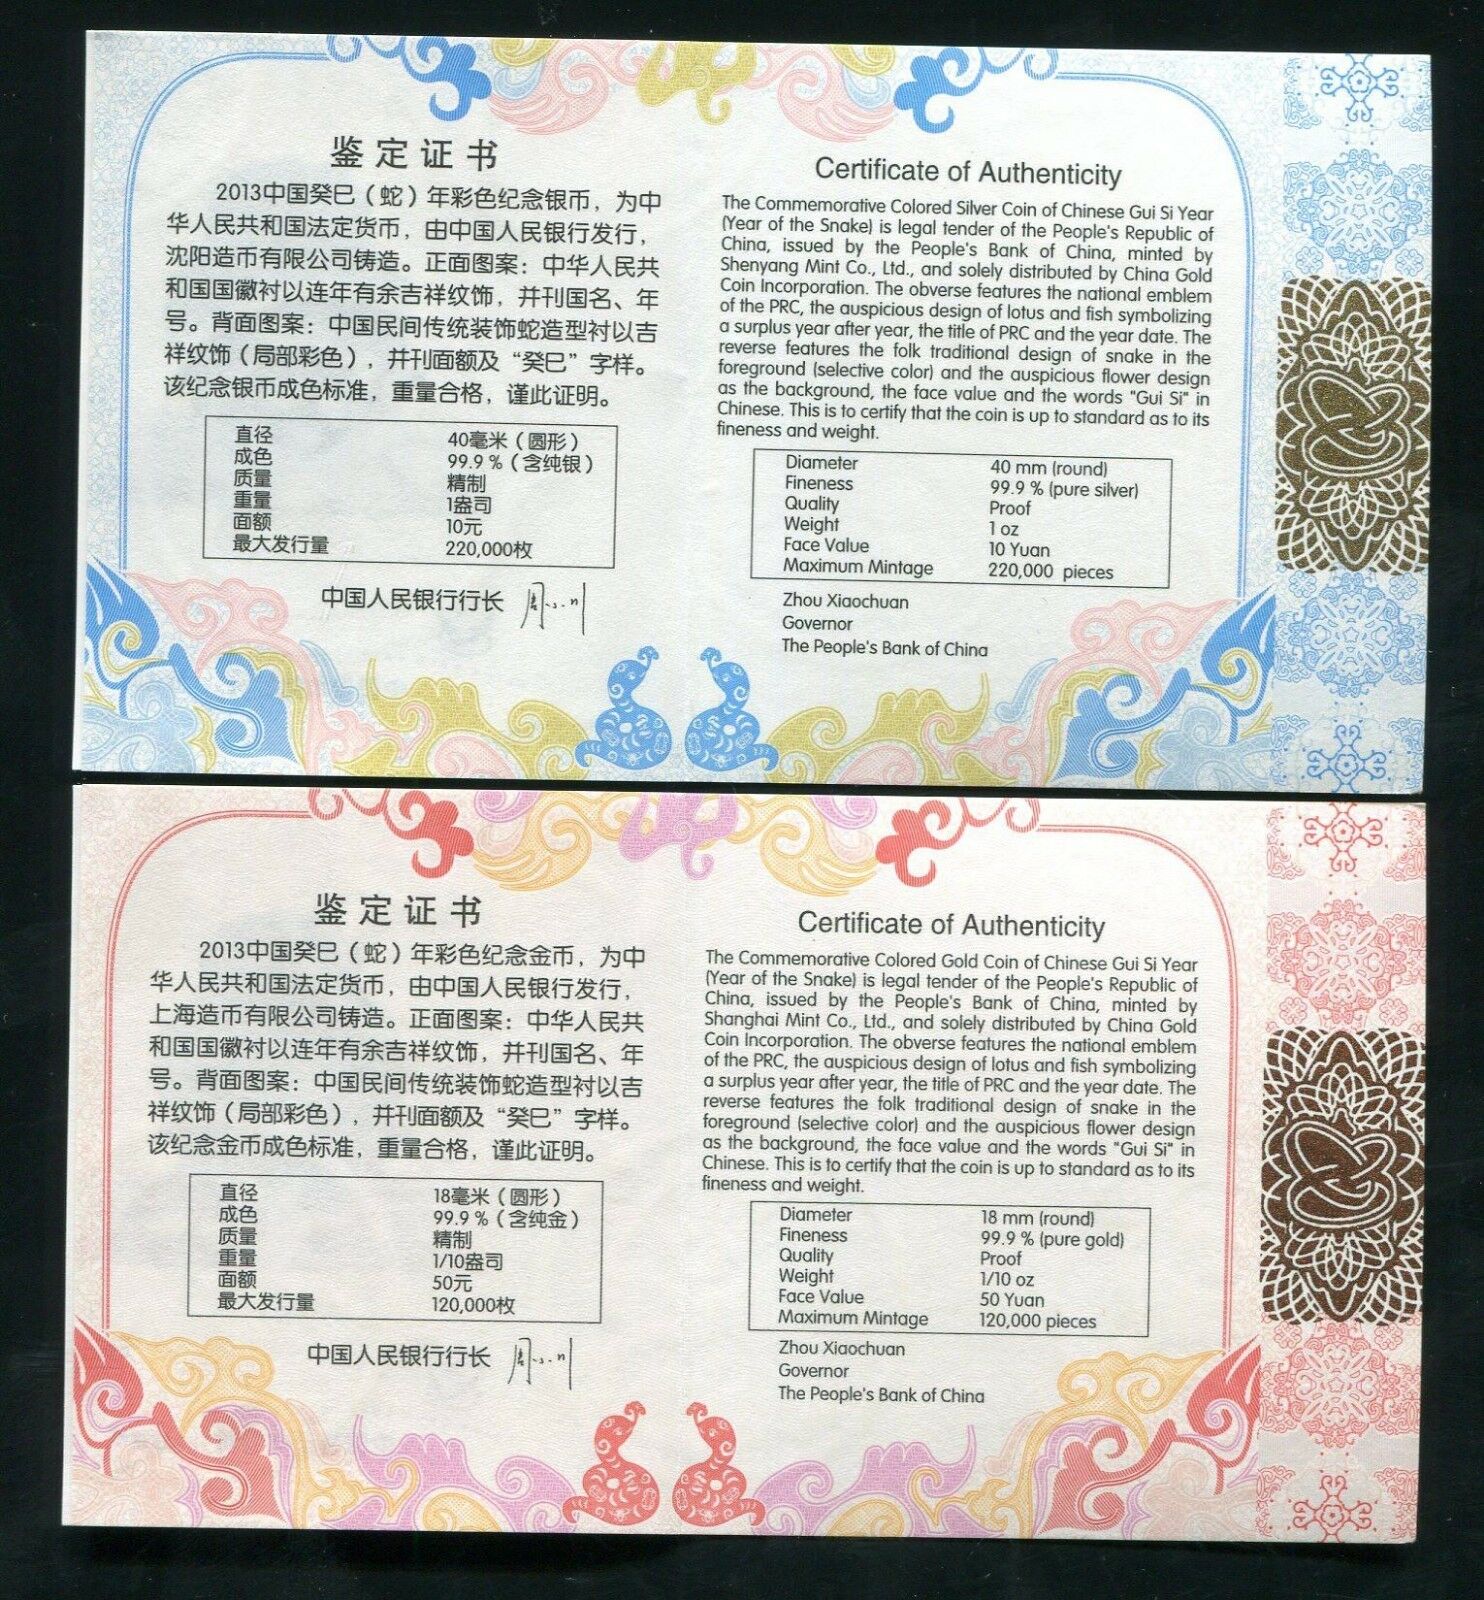 鉴定证书
2013中国癸巳（蛇）年彩色纪念银币，为中
华人民共和国法定货币，由中国人民银行发行，
沈阳造币有限公司铸造。正面图案：中华人民共
和国国徽衬以连年有余吉祥纹饰，并刊国名、年
号。背面图案：中国民间传统装饰蛇造型衬以吉
祥纹饰（局部彩色），并刊面额及“癸巳”字样。
该纪念银币成色标准，重量合格，谨此证明。
直径 40毫米（圆形）
成色 99.9 %（含纯银）
质量 精制
重量 1盎司
面额 10元
最大发行量 220,000枚
中国人民银行行长
Certificate of Authenticity
The Commemorative Colored Silver Coin of Chinese Gui Si Year
(Year of the Snake) is legal tender of the People's Republic of
China, issued by the People's Bank of China, minted by
Shenyang Mint Co., Ltd., and solely distributed by China Gold
Coin Incorporation. The obverse features the national emblem
of the PRC, the auspicious design of lotus and fish symbolizing
a surplus year after year, the title of PRC and the year date. The
reverse features the folk traditional design of snake in the
foreground (selective color) and the auspicious flower design
as the background, the face value and the words "Gui Si" in
Chinese. This is to certify that the coin is up to standard as to its
fineness and weight.
Diameter 40 mm (round)
Fineness 99.9 % (pure silver)
Quality Proof
Weight 1 oz
Face Value 10 Yuan
Maximum Mintage 220,000 pieces
Zhou Xiaochuan
Governor
The People's Bank of China
鉴定证书
2013中国癸巳（蛇）年彩色纪念金币，为中
华人民共和国法定货币，由中国人民银行发行，
上海造币有限公司铸造。正面图案：中华人民共
和国国徽衬以连年有余吉祥纹饰，并刊国名、年
号。背面图案：中国民间传统装饰蛇造型衬以吉
祥纹饰（局部彩色），并刊面额及“癸巳”字样。
该纪念金币成色标准，重量合格，谨此证明。
直径 18毫米（圆形）
成色 99.9 %（含纯金）
质量 精制
重量 1/10盎司
面额 50元
最大发行量 120,000枚
中国人民银行行长
Certificate of Authenticity
The Commemorative Colored Gold Coin of Chinese Gui Si Year
(Year of the Snake) is legal tender of the People's Republic of
China, issued by the People's Bank of China, minted by
Shanghai Mint Co., Ltd., and solely distributed by China Gold
Coin Incorporation. The obverse features the national emblem
of the PRC, the auspicious design of lotus and fish symbolizing
a surplus year after year, the title of PRC and the year date. The
reverse features the folk traditional design of snake in the
foreground (selective color) and the auspicious flower design
as the background, the face value and the words "Gui Si" in
Chinese. This is to certify that the coin is up to standard as to its
fineness and weight.
Diameter 18 mm (round)
Fineness 99.9 % (pure gold)
Quality Proof
Weight 1/10 oz
Face Value 50 Yuan
Maximum Mintage 120,000 pieces
Zhou Xiaochuan
Governor
The People's Bank of China